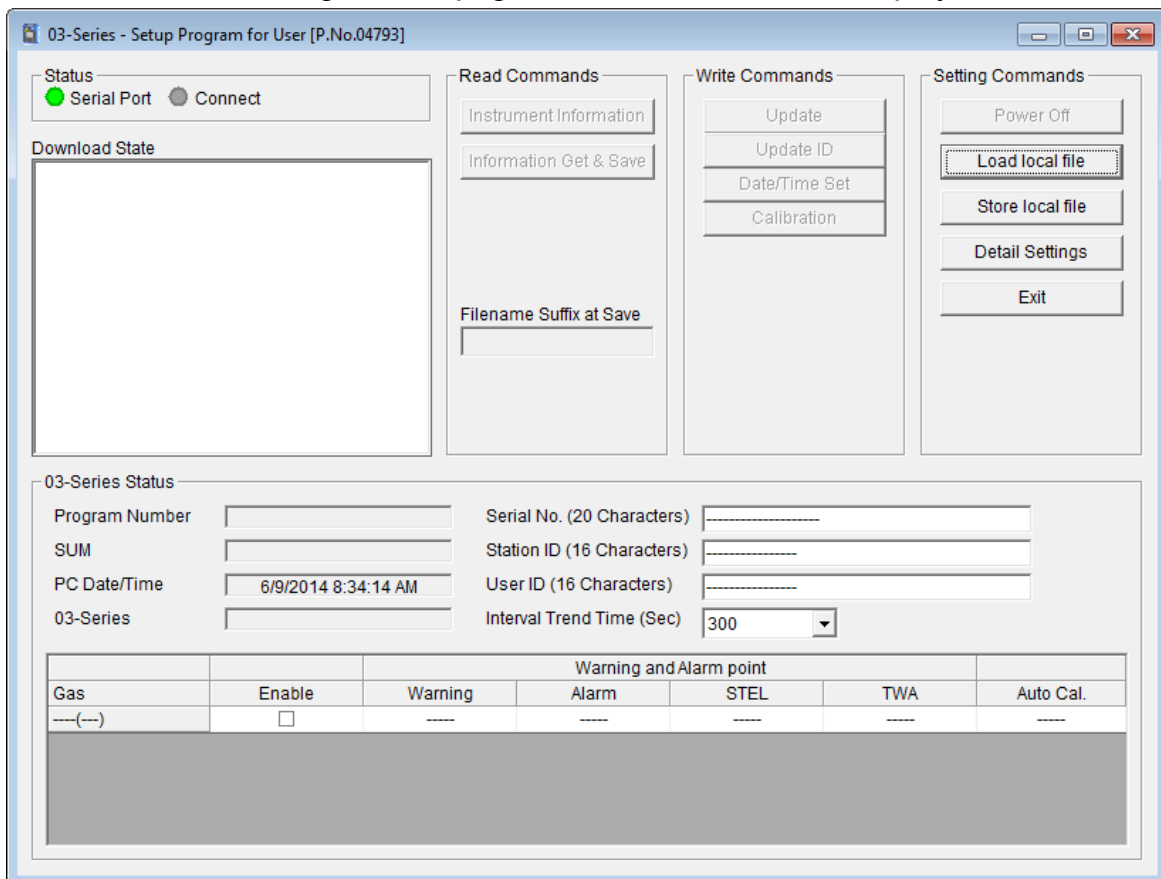 03-Series - Setup Program for User [P.No.04793]
Status
Serial Port Connect
Download State
Read Commands
Instrument Information
Information Get & Save
Filename Suffix at Save
Write Commands
Update
Update ID
Date/Time Set
Calibration
Setting Commands
Power Off
Load local file
Store local file
Detail Settings
Exit
03-Series Status
Program Number
SUM
PC Date/Time 6/9/2014 8:34:14 AM
03-Series
Serial No. (20 Characters) --------------------
Station ID (16 Characters) ----------------
User ID (16 Characters) ----------------
Interval Trend Time (Sec) 300
Warning and Alarm point
Gas Enable Warning Alarm STEL TWA Auto Cal.
----(---) ----- ----- ----- ----- -----